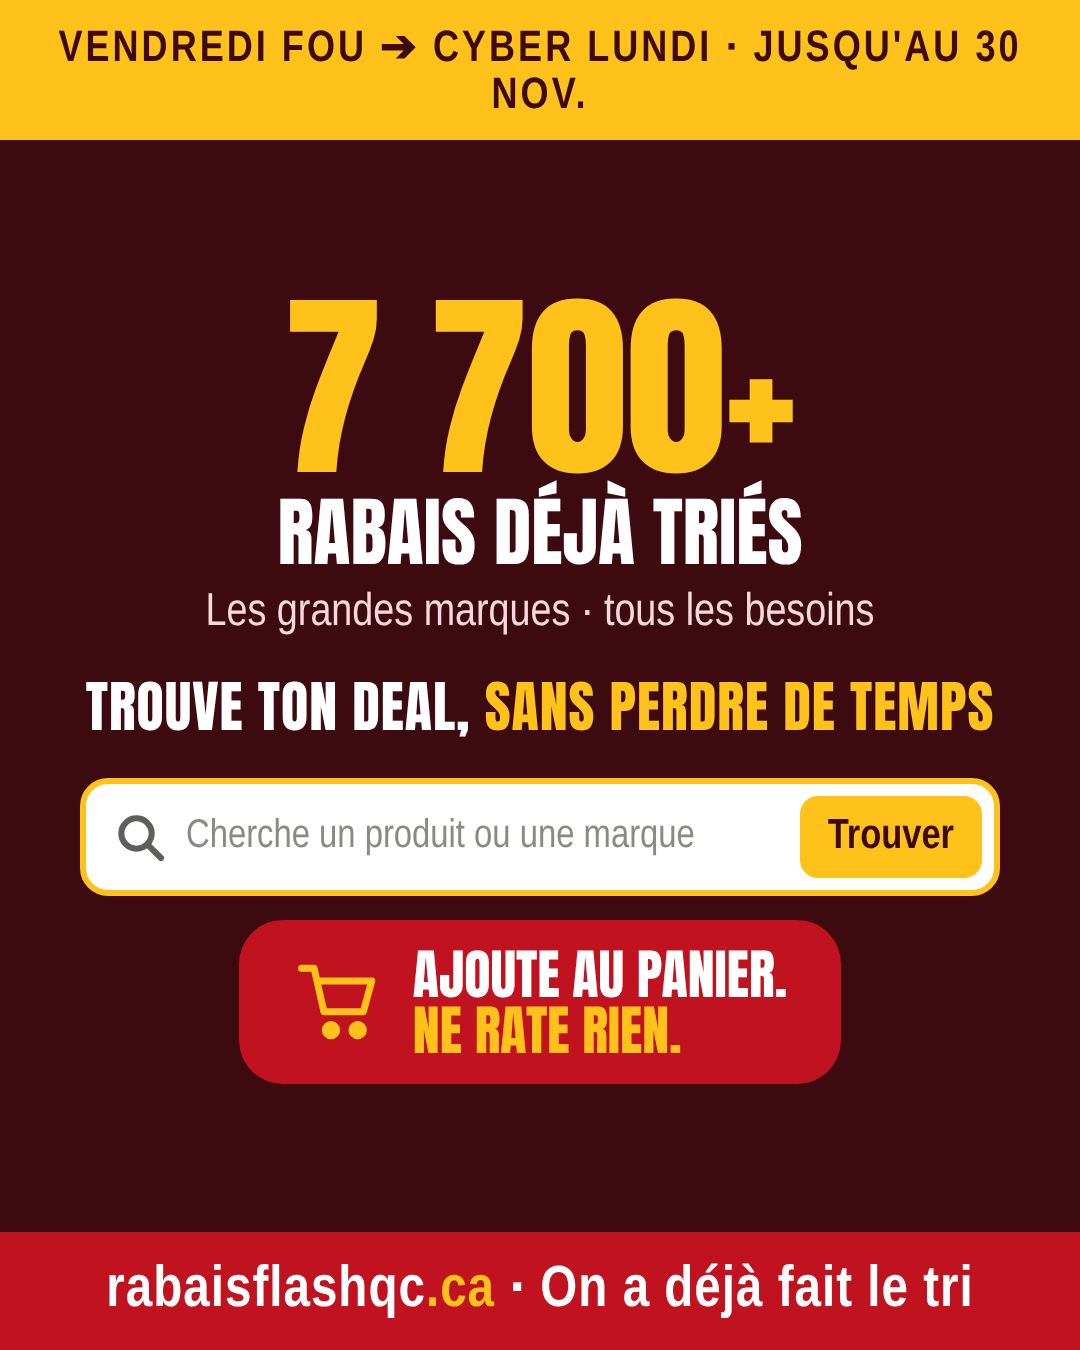 VENDREDI FOU ➔ CYBER LUNDI · JUSQU'AU 30
NOV.
7 700+
RABAIS DÉJÀ TRIÉS
Les grandes marques · tous les besoins
TROUVE TON DEAL, SANS PERDRE DE TEMPS
Cherche un produit ou une marque
Trouver
AJOUTE AU PANIER.
NE RATE RIEN.
rabaisflashqc.ca · On a déjà fait le tri